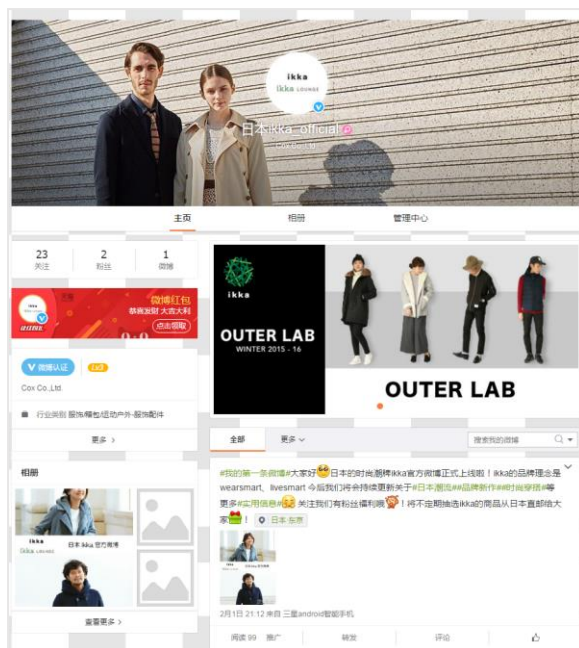 ikka
ikka LOUNGE
日本ikka_official
Cox Co.,Ltd.
主页
相册
管理中心
23
关注
2
粉丝
1
微博
微博红包
恭喜发财 大吉大利
点击领取
V 微博认证
Cox Co.,Ltd.
行业类别 服饰/箱包/运动户外-服饰配件
更多 >
相册
ikka
ikka LOUNGE
日本 ikka 官方微博
查看更多 >
ikka
OUTER LAB
WINTER 2015 - 16
OUTER LAB
全部
更多
搜索我的微博
#我的第一条微博#大家好 日本的时尚潮牌ikka官方微博正式上线啦！ikka的品牌理念是
wearsmart、livesmart 今后我们将会持续更新关于#日本潮流##品牌新作##时尚穿搭#等
更多#实用信息# 关注我们有粉丝福利哦 ！将不定期抽选ikka的商品从日本直邮给大
家 ！ 日本·东京
2月1日 21:12 来自 三星android智能手机
阅读 99 推广
转发
评论